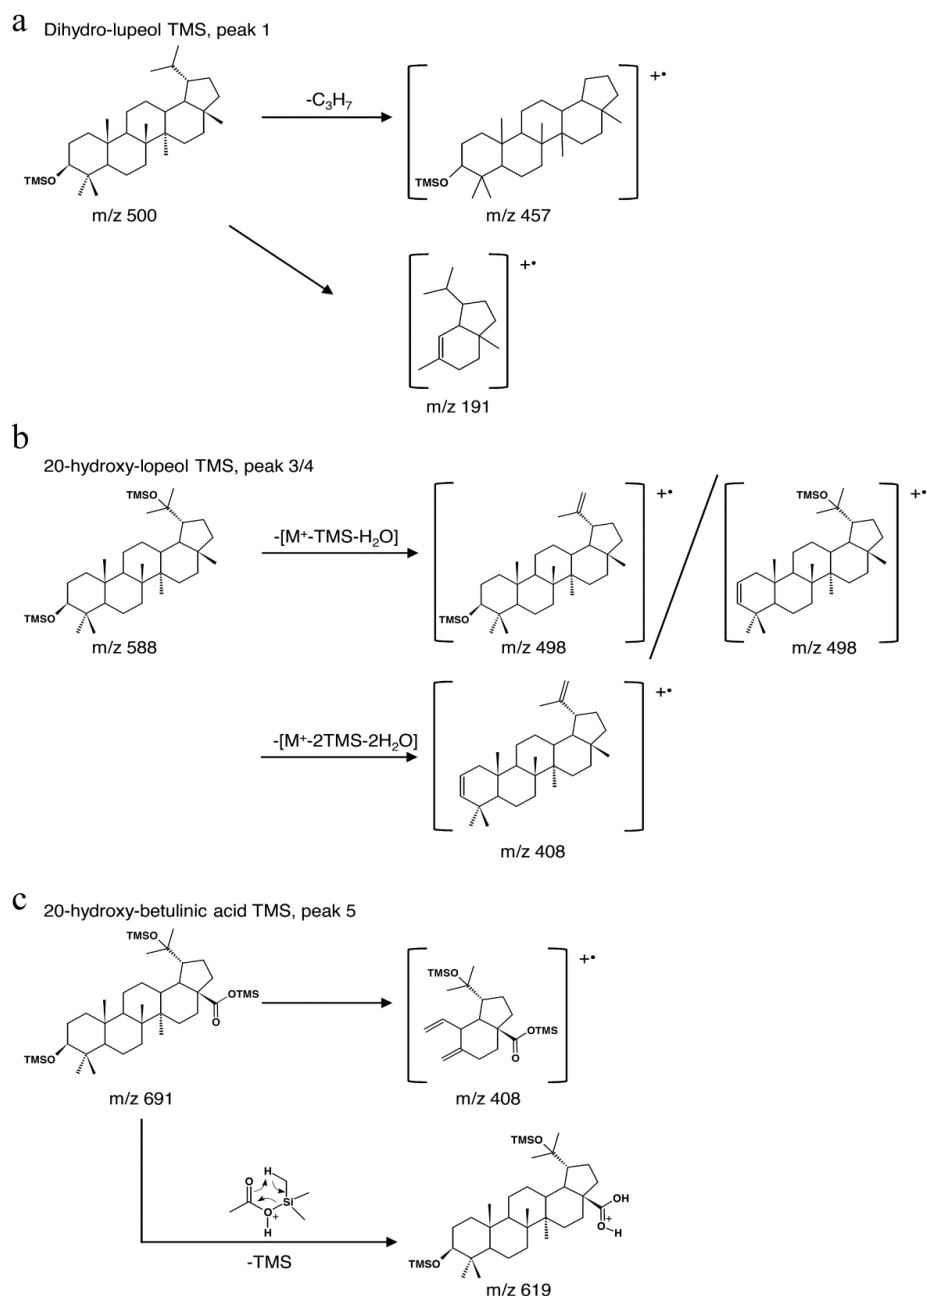 a
Dihydro-lupeol TMS, peak 1
TMSO
m/z 500
-C₃H₇
TMSO
+•
m/z 457
+•
m/z 191
b
20-hydroxy-lopeol TMS, peak 3/4
TMSO
TMSO
m/z 588
-[M⁺-TMS-H₂O]
TMSO
+•
m/z 498
TMSO
+•
m/z 498
-[M⁺-2TMS-2H₂O]
+•
m/z 408
c
20-hydroxy-betulinic acid TMS, peak 5
TMSO
OTMS
O
TMSO
m/z 691
TMSO
OTMS
O
+•
m/z 408
H
O
Si
O
+
H
-TMS
TMSO
OH
+
O
H
TMSO
m/z 619